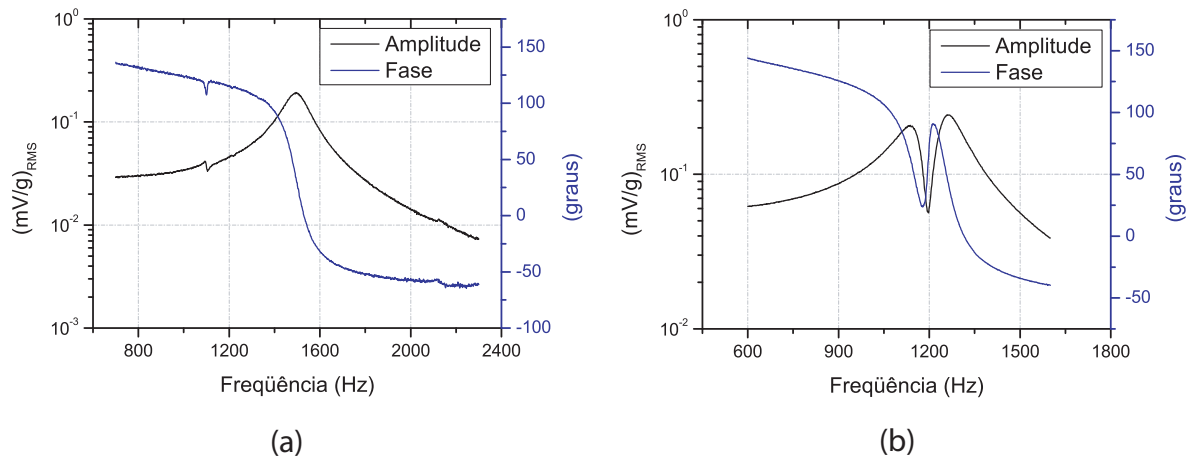 10^0
10^-1
10^-2
10^-3
(mV/g)_RMS
Amplitude
Fase
150
100
50
0
-50
-100
(graus)
800
1200
1600
2000
2400
Freqüência (Hz)
(a)
10^0
10^-1
10^-2
(mV/g)_RMS
Amplitude
Fase
150
100
50
0
-50
(graus)
600
900
1200
1500
1800
Freqüência (Hz)
(b)